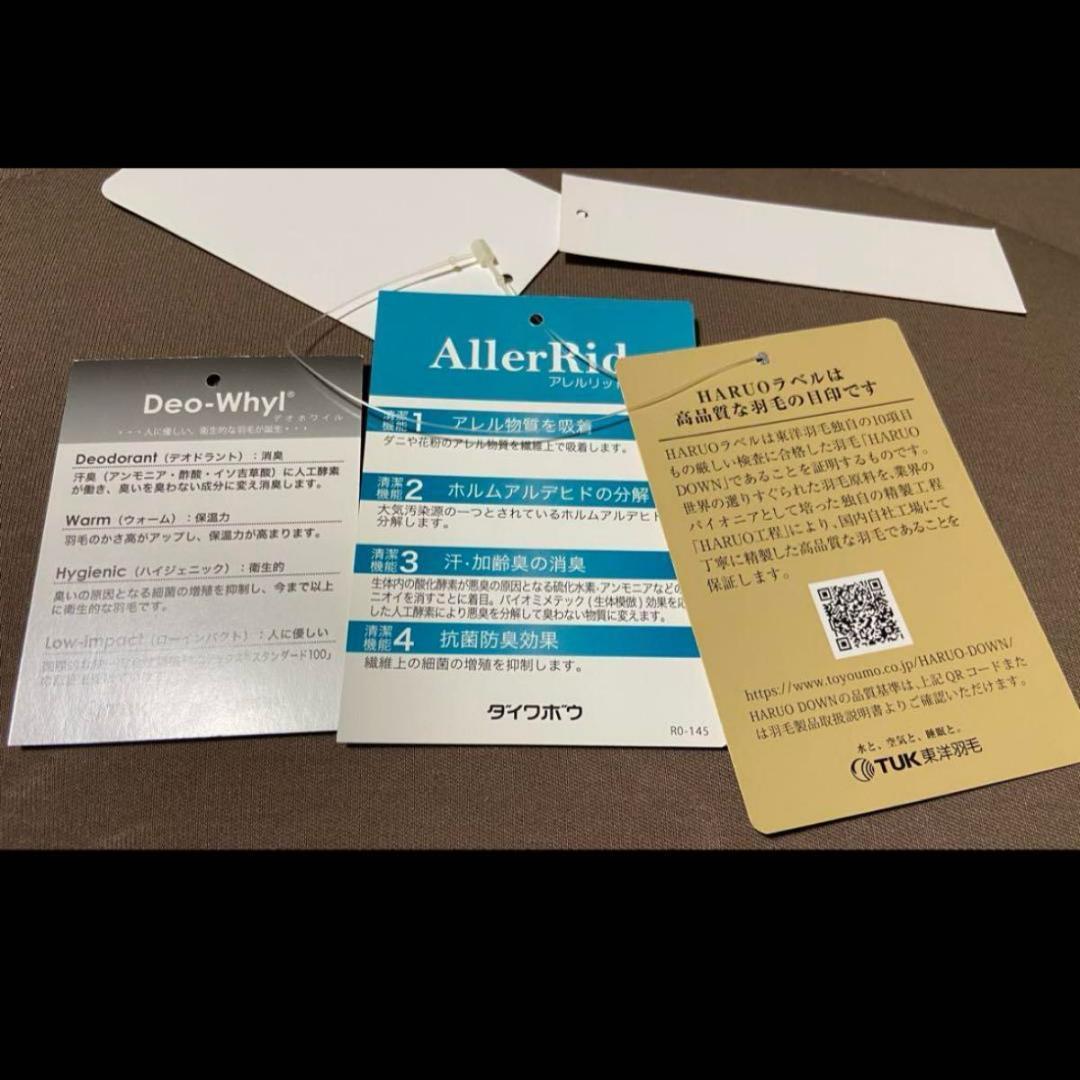 Deo-Whyl®
デオホワイル
・・・人に優しい、衛生的な羽毛が誕生・・・
Deodorant（デオドラント）：消臭
汗臭（アンモニア・酢酸・イソ吉草酸）に人工酵素
が働き、臭いを臭わない成分に変え消臭します。
Warm（ウォーム）：保温力
羽毛のかさ高がアップし、保温力が高まります。
Hygienic（ハイジェニック）：衛生的
臭いの原因となる細菌の増殖を抑制し、今まで以上
に衛生的な羽毛です。
Low-impact（ローインパクト）：人に優しい
スタンダード100」
AllerRid
アレルリッ
清潔機能1 アレル物質を吸着
ダニや花粉のアレル物質を繊維上で吸着します。
清潔機能2 ホルムアルデヒドの分解
大気汚染源の一つとされているホルムアルデヒド
分解します。
清潔機能3 汗・加齢臭の消臭
生体内の酸化酵素が悪臭の原因となる硫化水素・アンモニアなどの
ニオイを消すことに着目。バイオミメテック（生体模倣）効果を応
した人工酵素により悪臭を分解して臭わない物質に変えます。
清潔機能4 抗菌防臭効果
繊維上の細菌の増殖を抑制します。
ダイワボウ
RO-145
HARUOラベルは
高品質な羽毛の目印です
HARUOラベルは東洋羽毛独自の10項目
もの厳しい検査に合格した羽毛「HARUO
DOWN」であることを証明するものです。
世界の選りすぐられた羽毛原料を、業界の
パイオニアとして培った独自の精製工程
「HARUO工程」により、国内自社工場にて
丁寧に精製した高品質な羽毛であることを
保証します。
https://www.toyoumo.co.jp/HARUO-DOWN/
HARUO DOWNの品質基準は、上記QRコードまた
は羽毛製品取扱説明書よりご確認いただけます。
水と、空気と、睡眠と。
TUK東洋羽毛